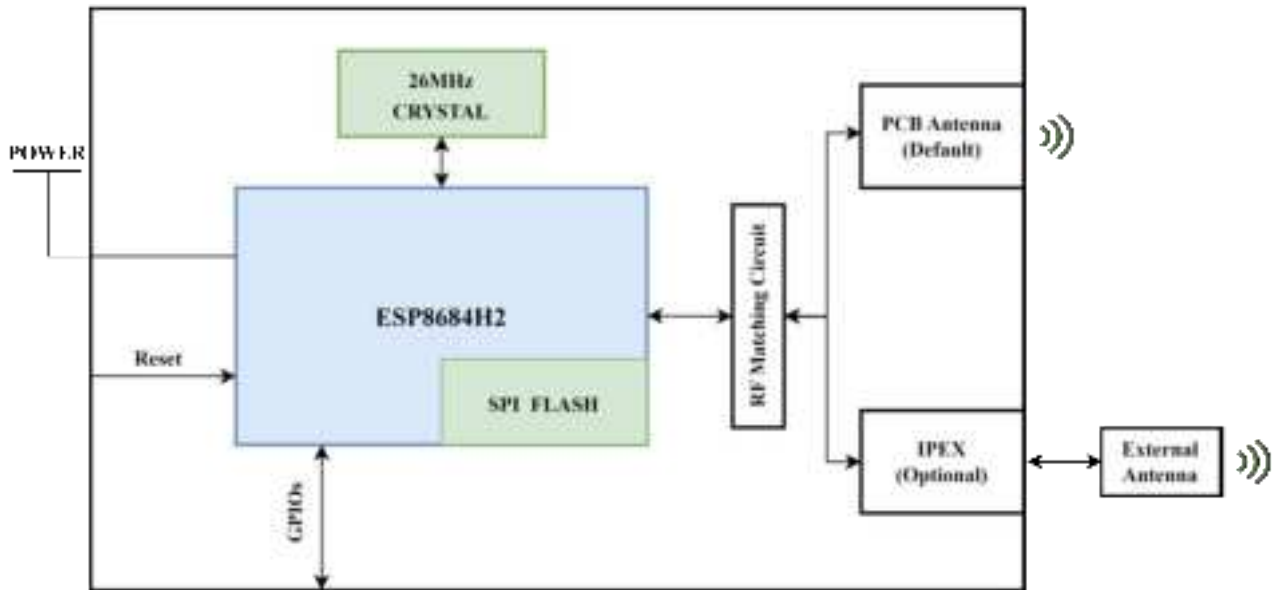 26MHz
CRYSTAL
POWER
PCB Antenna
(Default)
ESP8684H2
RF Matching Circuit
Reset
SPI FLASH
GPIOs
IPEX
(Optional)
External
Antenna